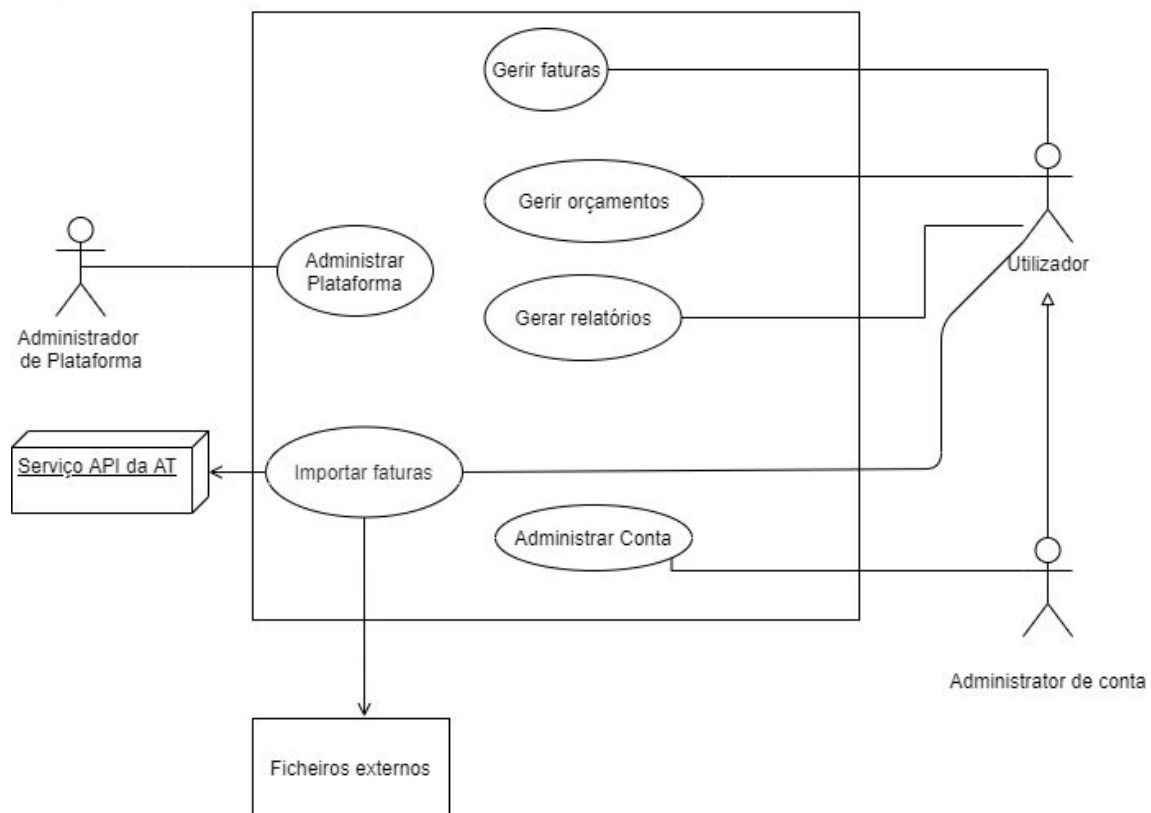 Gerir faturas
Gerir orçamentos
Administrar
Plataforma
Utilizador
Gerar relatórios
Administrador
de Plataforma
Serviço API da AT
Importar faturas
Administrar Conta
Administrator de conta
Ficheiros externos